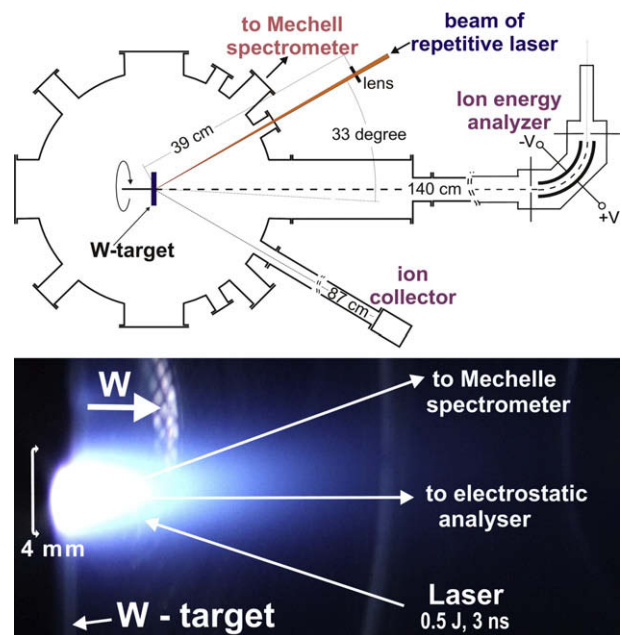 to Mechell
spectrometer
beam of
repetitive laser
lens
39 cm
33 degree
Ion energy
analyzer
-V
140 cm
+V
W-target
ion
collector
87 cm
W
to Mechelle
spectrometer
to electrostatic
analyser
4 mm
Laser
0.5 J, 3 ns
W - target